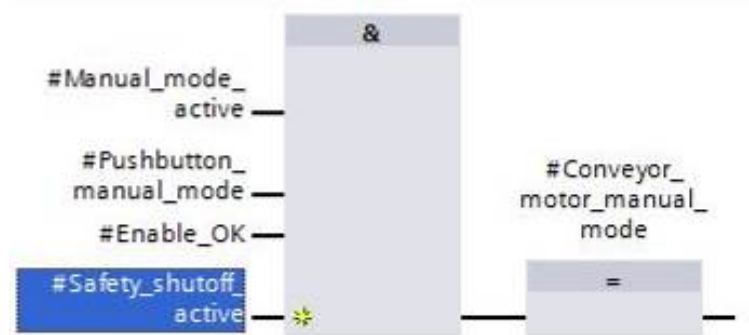 &
#Manual_mode_
active
#Pushbutton_
manual_mode
#Enable_OK
#Safety_shutoff_
active
#Conveyor_
motor_manual_
mode
=